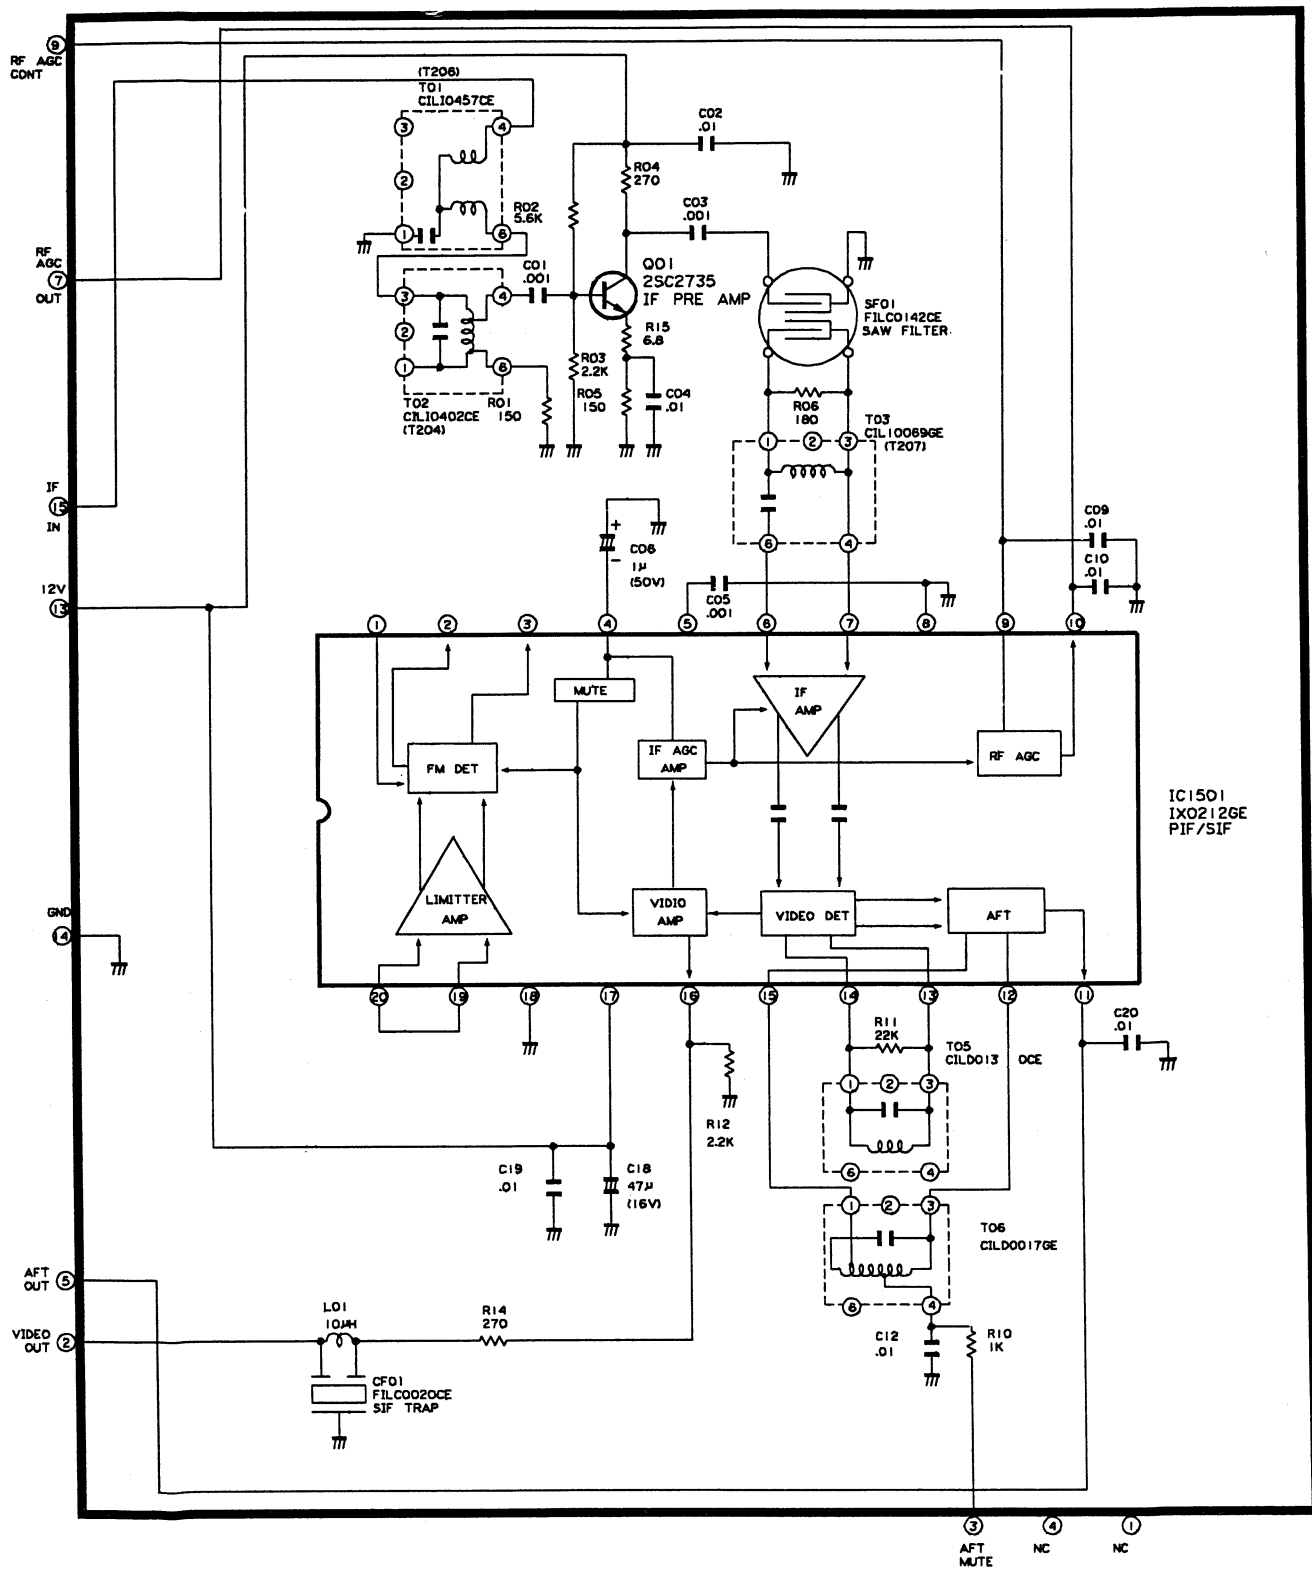 9
RF AGC
CONT
(T206)
T01
CILI0457CE
3
4
2
1
6
R02
5.6K
C02
.01
R04
270
C03
.001
RF
AGC
7
OUT
C01
.001
3
4
2
1
6
Q01
2SC2735
IF PRE AMP
R15
6.8
R03
2.2K
R05
150
C04
.01
T02
CILI0402CE
(T204)
R01
150
SF01
FILC0142CE
SAW FILTER
R06
180
T03
CILI0069GE
(T207)
1
2
3
6
4
IF
15
IN
C06
1μ
(50V)
+
-
C09
.01
C10
.01
C05
.001
12V
13
1
2
3
4
5
6
7
8
9
10
MUTE
IF
AMP
FM DET
IF AGC
AMP
RF AGC
IC1501
IX0212GE
PIF/SIF
LIMITTER
AMP
VIDIO
AMP
VIDEO DET
AFT
GND
14
20
19
18
17
16
15
14
13
12
11
C20
.01
R11
22K
T05
CILD013 0CE
1
2
3
6
4
R12
2.2K
C19
.01
C18
47μ
(16V)
1
2
3
6
4
T06
CILD0017GE
AFT
OUT
5
VIDEO
OUT
2
L01
10μH
R14
270
C12
.01
R10
1K
CF01
FILC0020CE
SIF TRAP
3
4
1
AFT
MUTE
NC
NC